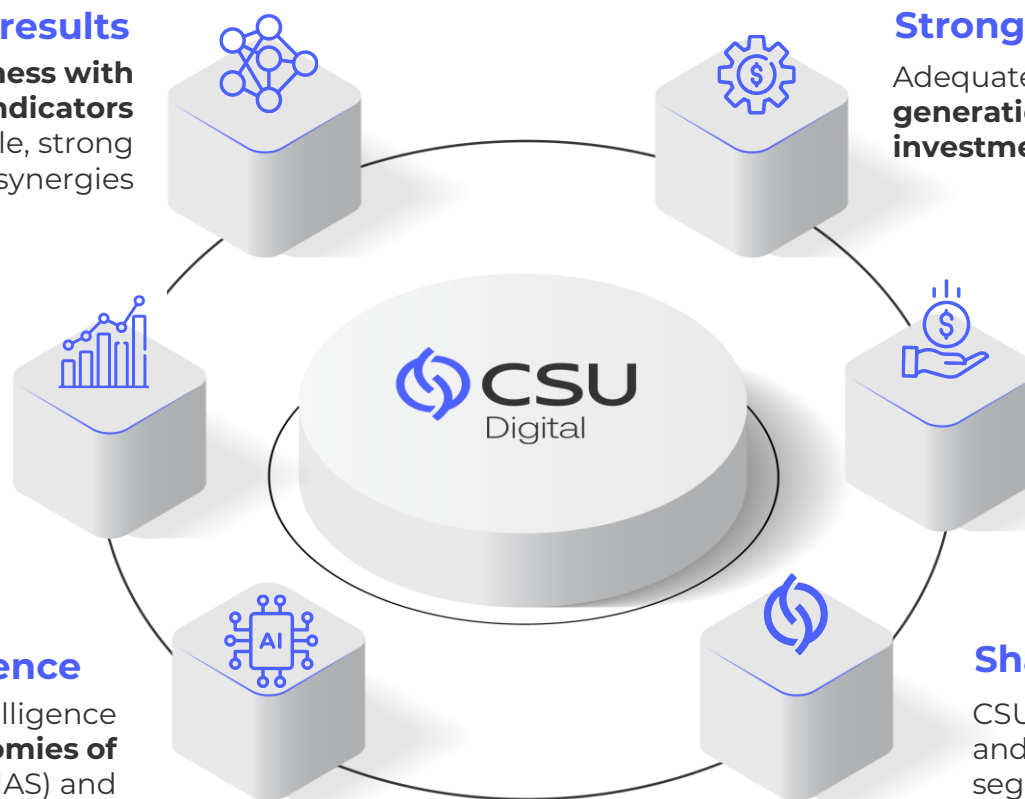 results
ness with
ndicators
le, strong
synergies
Strong
Adequate
generatio
investme
$
$
CSU
Digital
AI
ence
lligence
omies of
IAS) and
Sha
CSU
and
seg